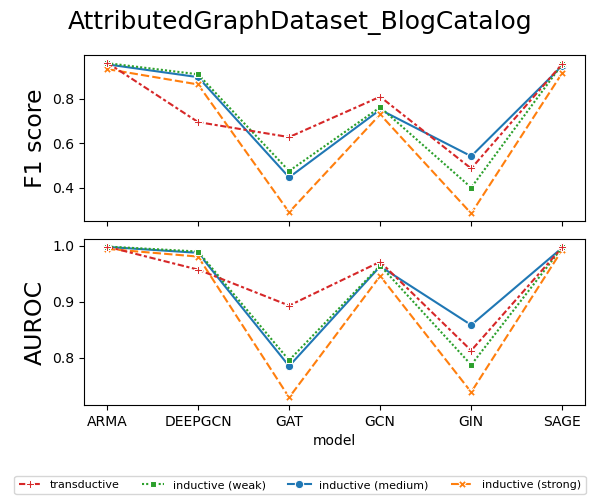 AttributedGraphDataset_BlogCatalog
F1 score
0.8
0.6
0.4
AUROC
1.0
0.9
0.8
ARMA DEEPGCN GAT GCN GIN SAGE
model
transductive inductive (weak) inductive (medium) inductive (strong)